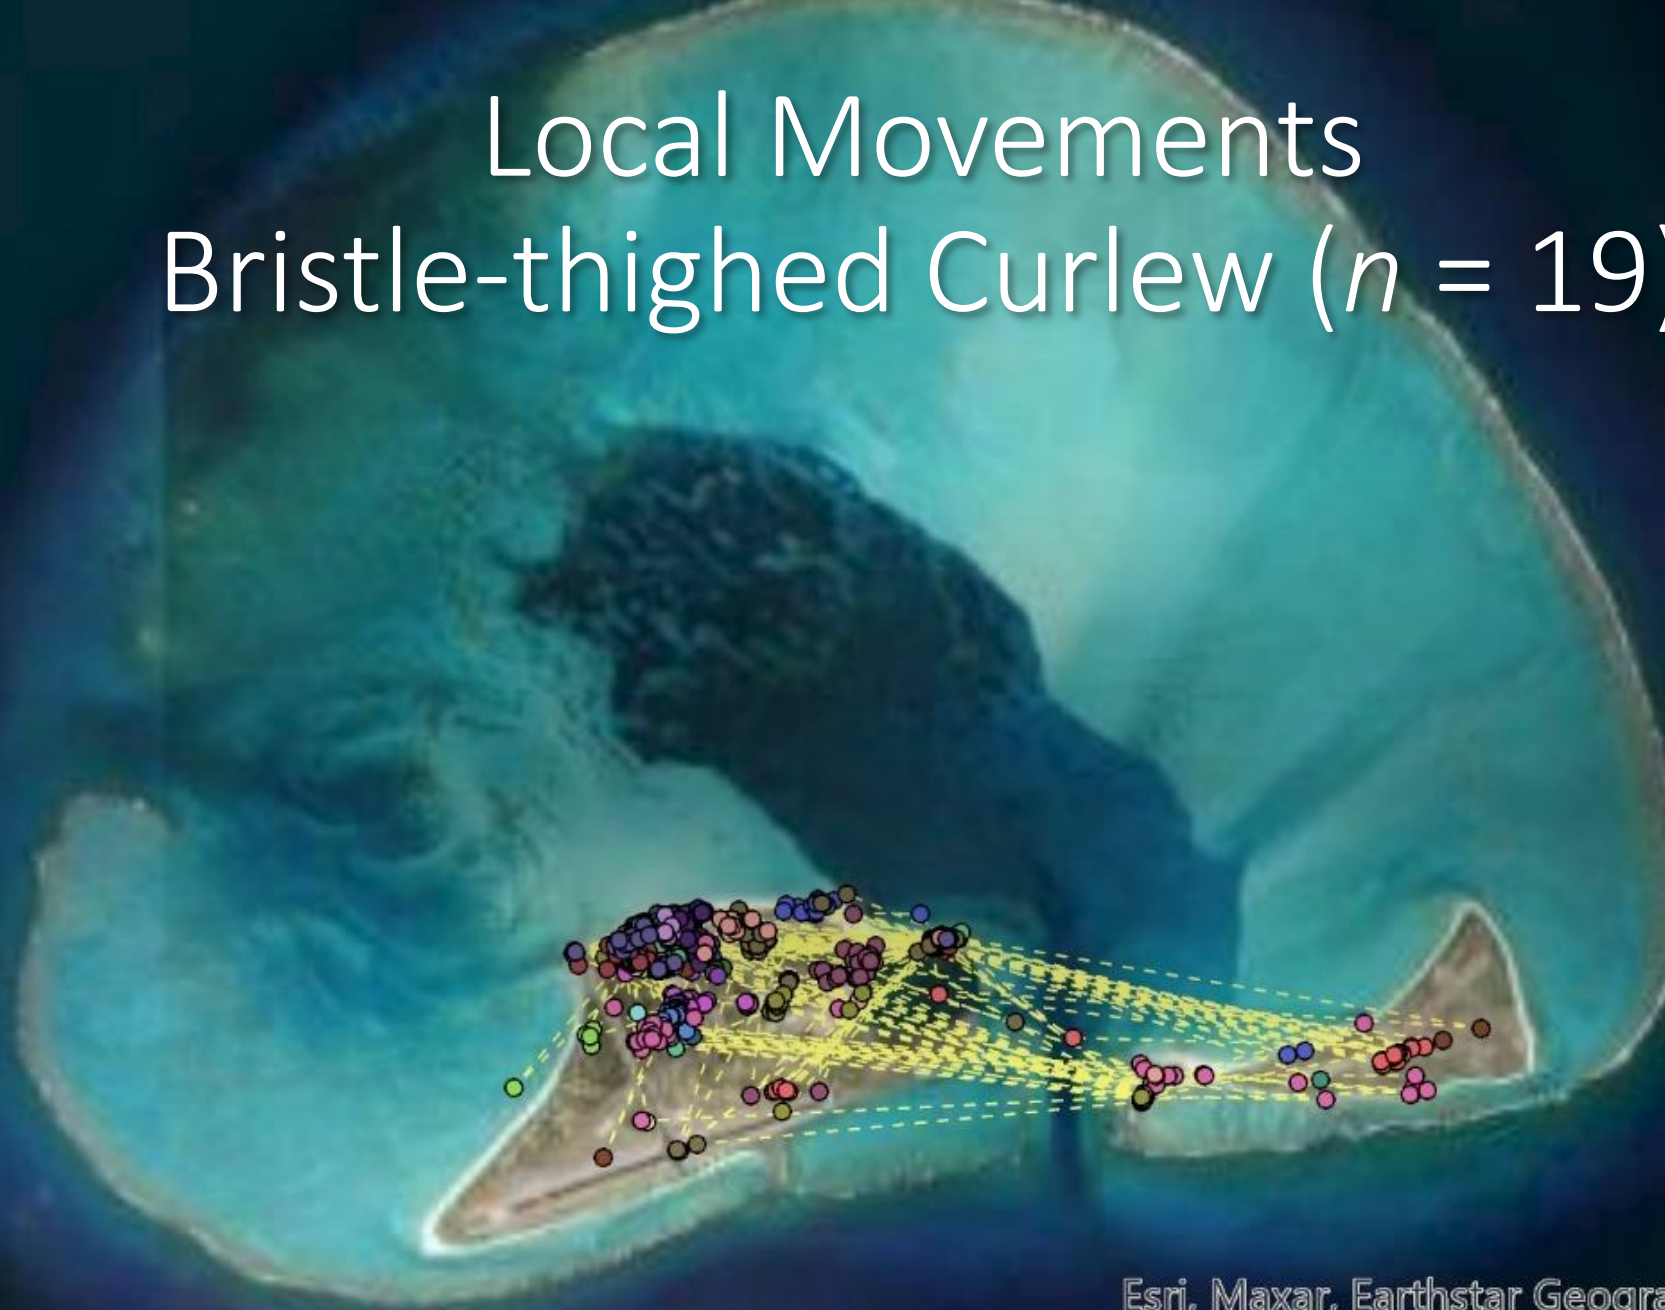 Local Movements
Bristle-thighed Curlew (n = 19)
Esri, Maxar, Earthstar Geogra